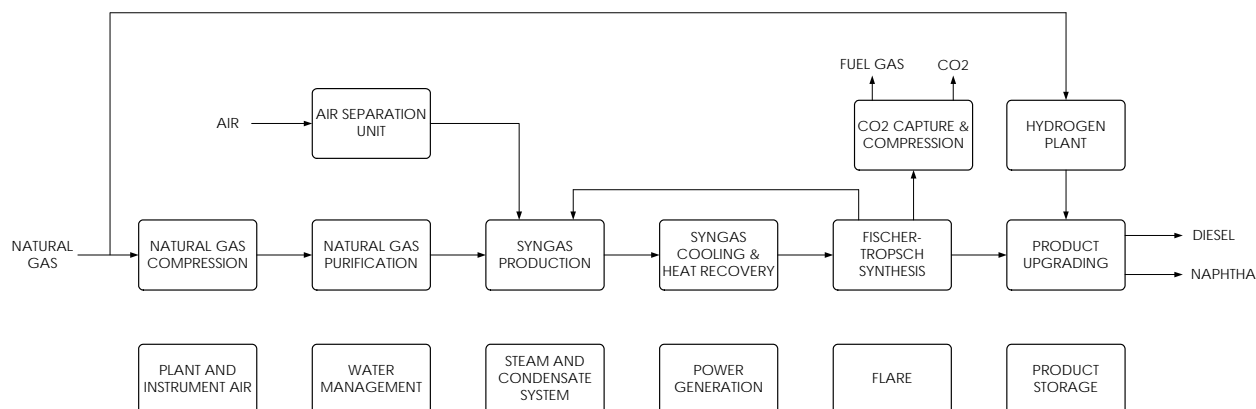 FUEL GAS
CO2
AIR
AIR SEPARATION
UNIT
CO2 CAPTURE &
COMPRESSION
HYDROGEN
PLANT
NATURAL
GAS
NATURAL GAS
COMPRESSION
NATURAL GAS
PURIFICATION
SYNGAS
PRODUCTION
SYNGAS
COOLING &
HEAT RECOVERY
FISCHER-
TROPSCH
SYNTHESIS
PRODUCT
UPGRADING
DIESEL
NAPHTHA
PLANT AND
INSTRUMENT AIR
WATER
MANAGEMENT
STEAM AND
CONDENSATE
SYSTEM
POWER
GENERATION
FLARE
PRODUCT
STORAGE